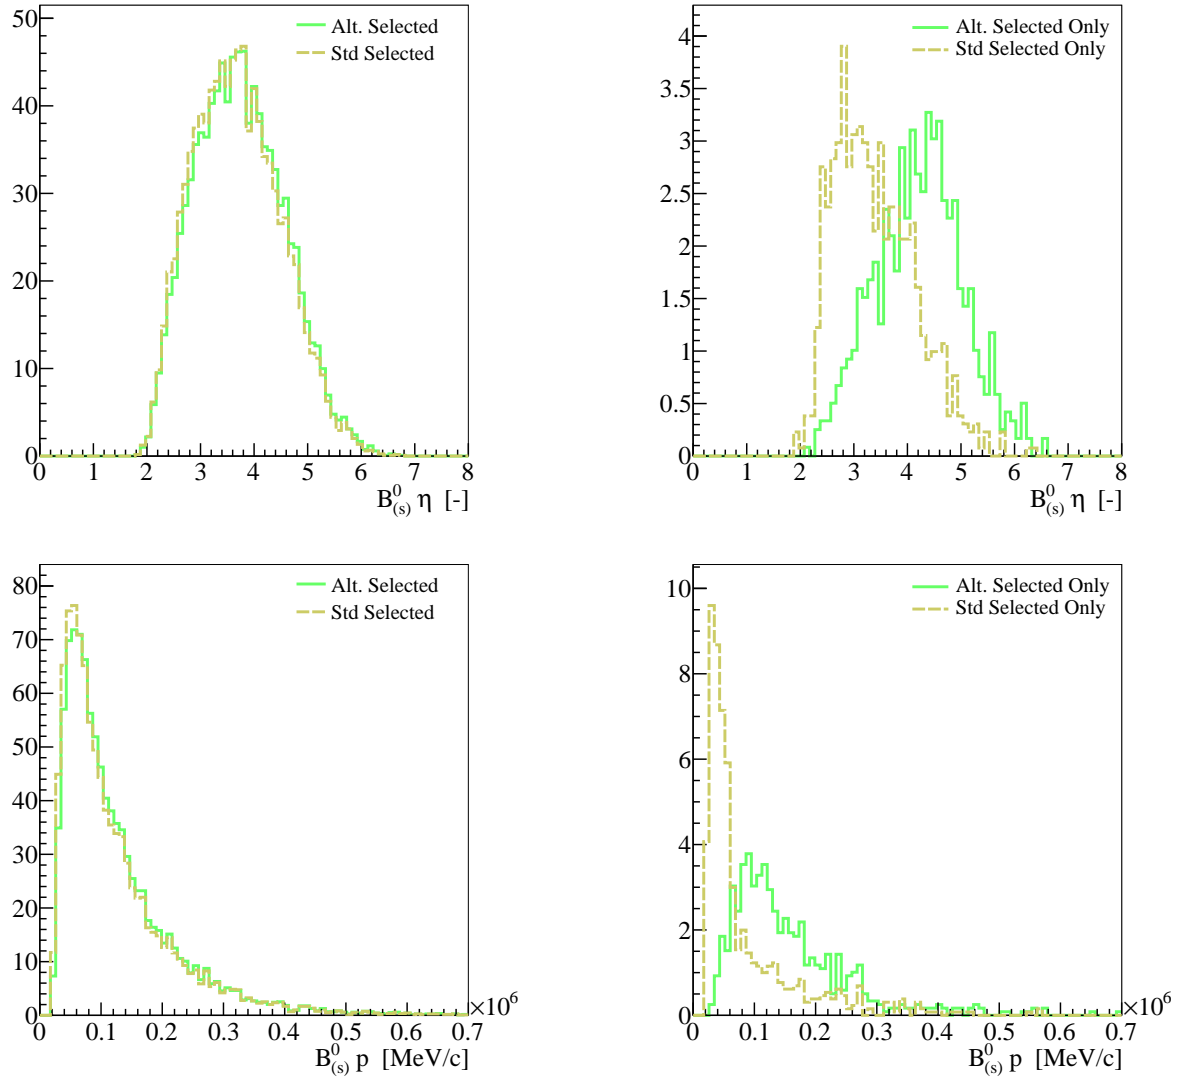 50
40
30
20
10
0
0 1 2 3 4 5 6 7 8
B⁰₍ₛ₎ η [-]
Alt. Selected
Std Selected
4
3.5
3
2.5
2
1.5
1
0.5
0
0 1 2 3 4 5 6 7 8
B⁰₍ₛ₎ η [-]
Alt. Selected Only
Std Selected Only
80
70
60
50
40
30
20
10
0
0 0.1 0.2 0.3 0.4 0.5 0.6 0.7
×10⁶
B⁰₍ₛ₎ p [MeV/c]
Alt. Selected
Std Selected
10
8
6
4
2
0
0 0.1 0.2 0.3 0.4 0.5 0.6 0.7
×10⁶
B⁰₍ₛ₎ p [MeV/c]
Alt. Selected Only
Std Selected Only